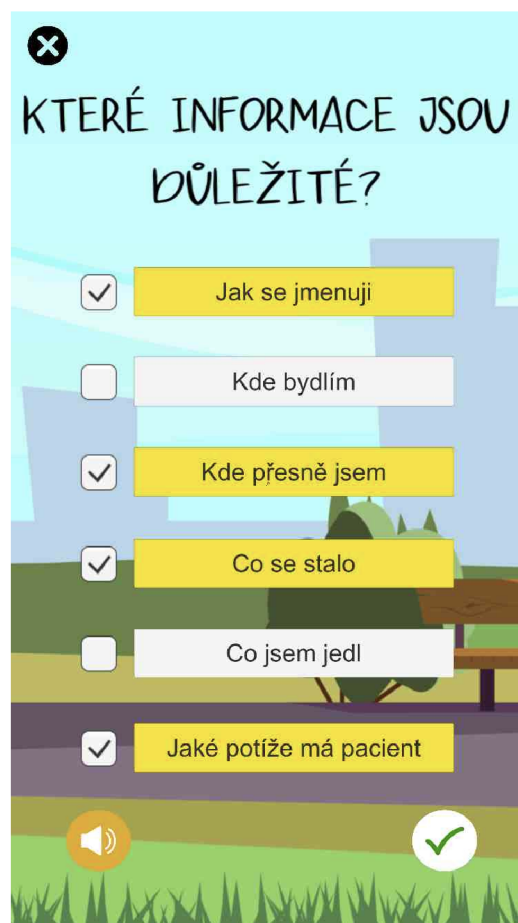 KTERÉ INFORMACE JSOU
DŮLEŽITÉ?
Jak se jmenuji
Kde bydlím
Kde přesně jsem
Co se stalo
Co jsem jedl
Jaké potíže má pacient